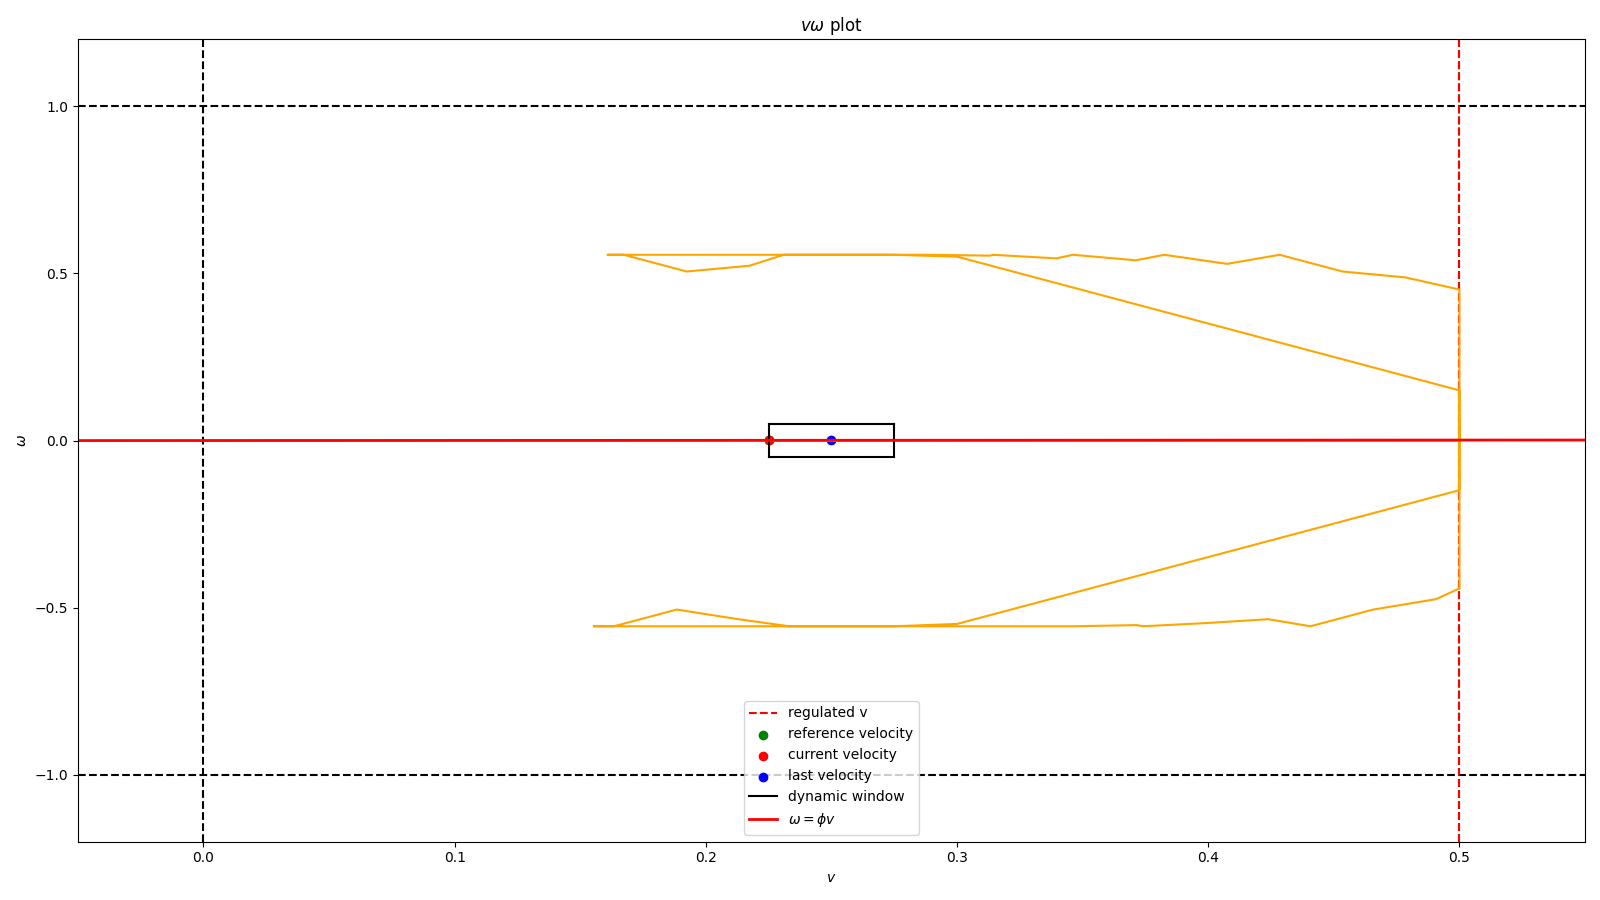 vω plot
1.0
0.5
0.0
−0.5
−1.0
ω
regulated v
reference velocity
current velocity
last velocity
dynamic window
ω = ϕv
0.0 0.1 0.2 0.3 0.4 0.5
v